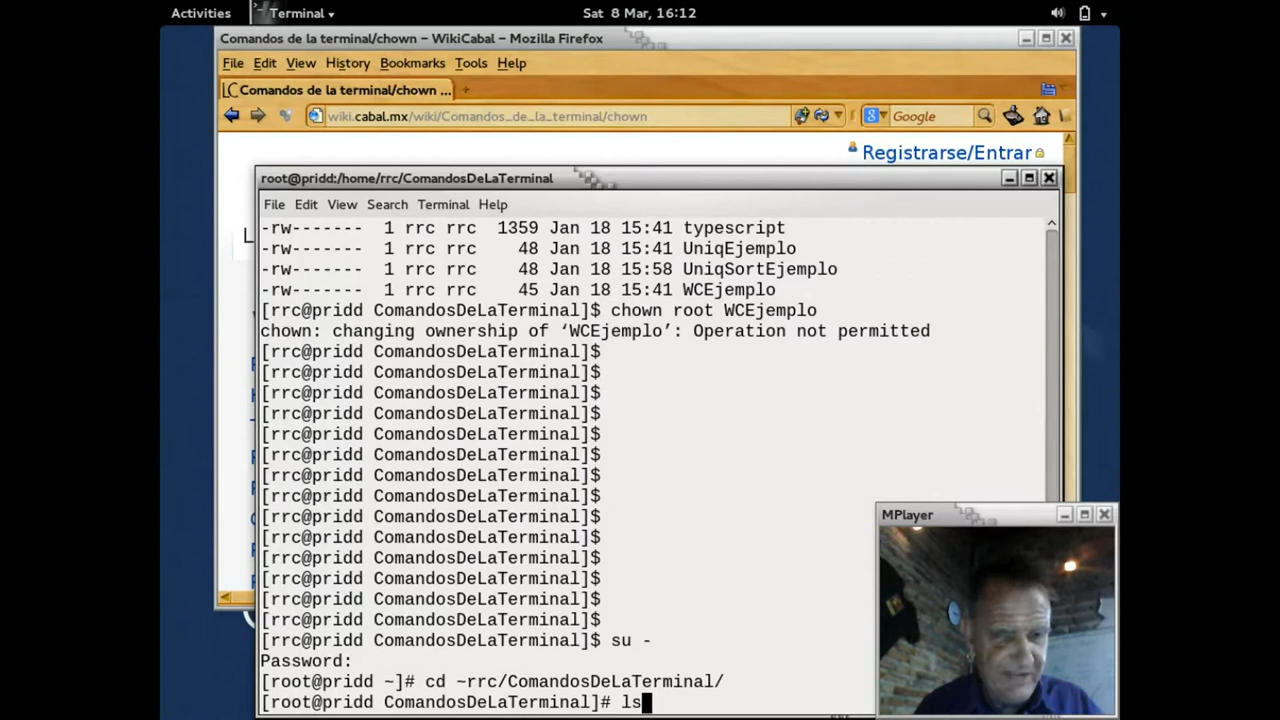 Activities
Terminal
Sat 8 Mar, 16:12
Comandos de la terminal/chown – WikiCabal – Mozilla Firefox
File Edit View History Bookmarks Tools Help
Comandos de la terminal/chown ...
wiki.cabal.mx/wiki/Comandos_de_la_terminal/chown
Google
Registrarse/Entrar
root@pridd:/home/rrc/ComandosDeLaTerminal
File Edit View Search Terminal Help
-rw------- 1 rrc rrc 1359 Jan 18 15:41 typescript
-rw------- 1 rrc rrc 48 Jan 18 15:41 UniqEjemplo
-rw------- 1 rrc rrc 48 Jan 18 15:58 UniqSortEjemplo
-rw------- 1 rrc rrc 45 Jan 18 15:41 WCEjemplo
[rrc@pridd ComandosDeLaTerminal]$ chown root WCEjemplo
chown: changing ownership of ‘WCEjemplo’: Operation not permitted
[rrc@pridd ComandosDeLaTerminal]$
[rrc@pridd ComandosDeLaTerminal]$
[rrc@pridd ComandosDeLaTerminal]$
[rrc@pridd ComandosDeLaTerminal]$
[rrc@pridd ComandosDeLaTerminal]$
[rrc@pridd ComandosDeLaTerminal]$
[rrc@pridd ComandosDeLaTerminal]$
[rrc@pridd ComandosDeLaTerminal]$
[rrc@pridd ComandosDeLaTerminal]$
[rrc@pridd ComandosDeLaTerminal]$
[rrc@pridd ComandosDeLaTerminal]$
[rrc@pridd ComandosDeLaTerminal]$
[rrc@pridd ComandosDeLaTerminal]$
[rrc@pridd ComandosDeLaTerminal]$
[rrc@pridd ComandosDeLaTerminal]$ su -
Password:
[root@pridd ~]# cd ~rrc/ComandosDeLaTerminal/
[root@pridd ComandosDeLaTerminal]# ls
MPlayer